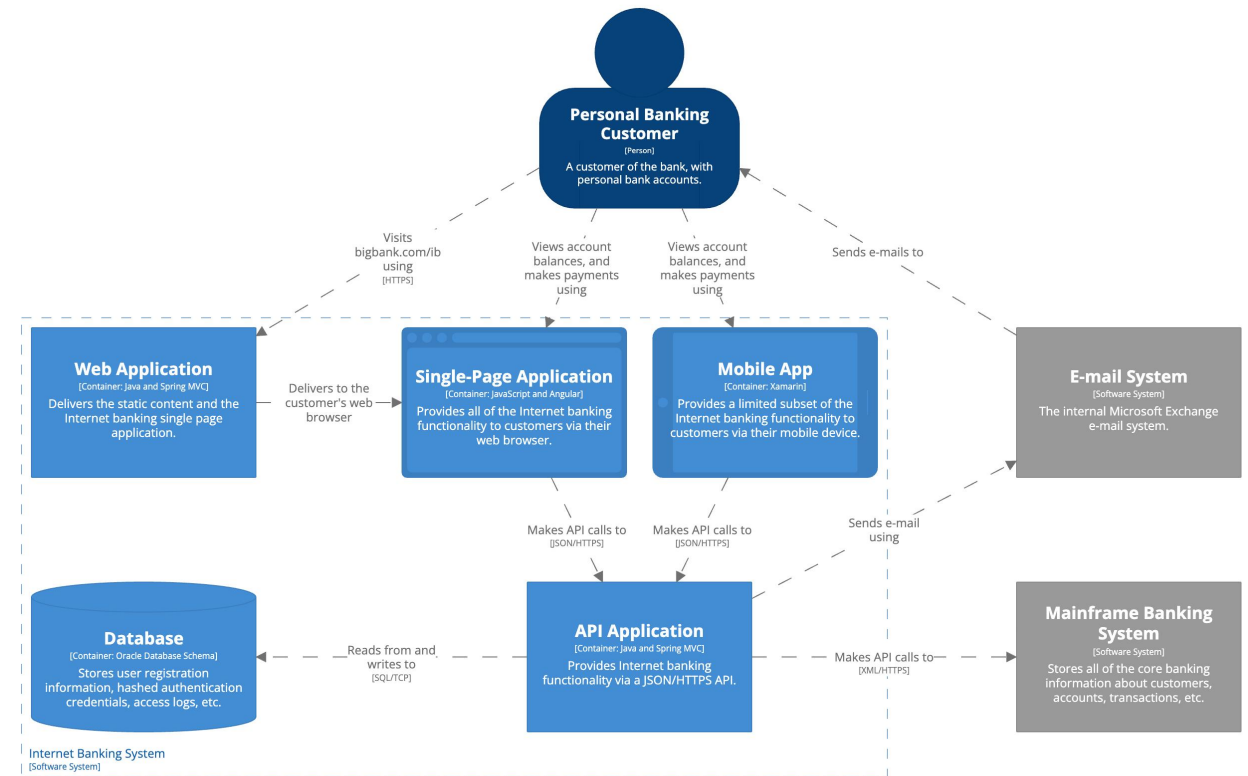 Personal Banking
Customer
[Person]
A customer of the bank, with
personal bank accounts.
Visits
bigbank.com/ib
using
[HTTPS]
Views account
balances, and
makes payments
using
Views account
balances, and
makes payments
using
Sends e-mails to
Web Application
[Container: Java and Spring MVC]
Delivers the static content and the
Internet banking single page
application.
Delivers to the
customer's web
browser
Single-Page Application
[Container: JavaScript and Angular]
Provides all of the Internet banking
functionality to customers via their
web browser.
Mobile App
[Container: Xamarin]
Provides a limited subset of the
Internet banking functionality to
customers via their mobile device.
E-mail System
[Software System]
The internal Microsoft Exchange
e-mail system.
Makes API calls to
[JSON/HTTPS]
Makes API calls to
[JSON/HTTPS]
Sends e-mail
using
Database
[Container: Oracle Database Schema]
Stores user registration
information, hashed authentication
credentials, access logs, etc.
Reads from and
writes to
[SQL/TCP]
API Application
[Container: Java and Spring MVC]
Provides Internet banking
functionality via a JSON/HTTPS API.
Makes API calls to
[XML/HTTPS]
Mainframe Banking
System
[Software System]
Stores all of the core banking
information about customers,
accounts, transactions, etc.
Internet Banking System
[Software System]